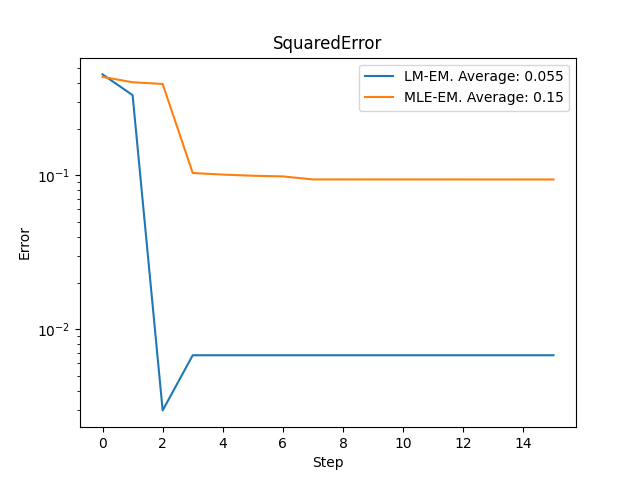 SquaredError
LM-EM. Average: 0.055
MLE-EM. Average: 0.15
10⁻¹
10⁻²
Error
0 2 4 6 8 10 12 14
Step